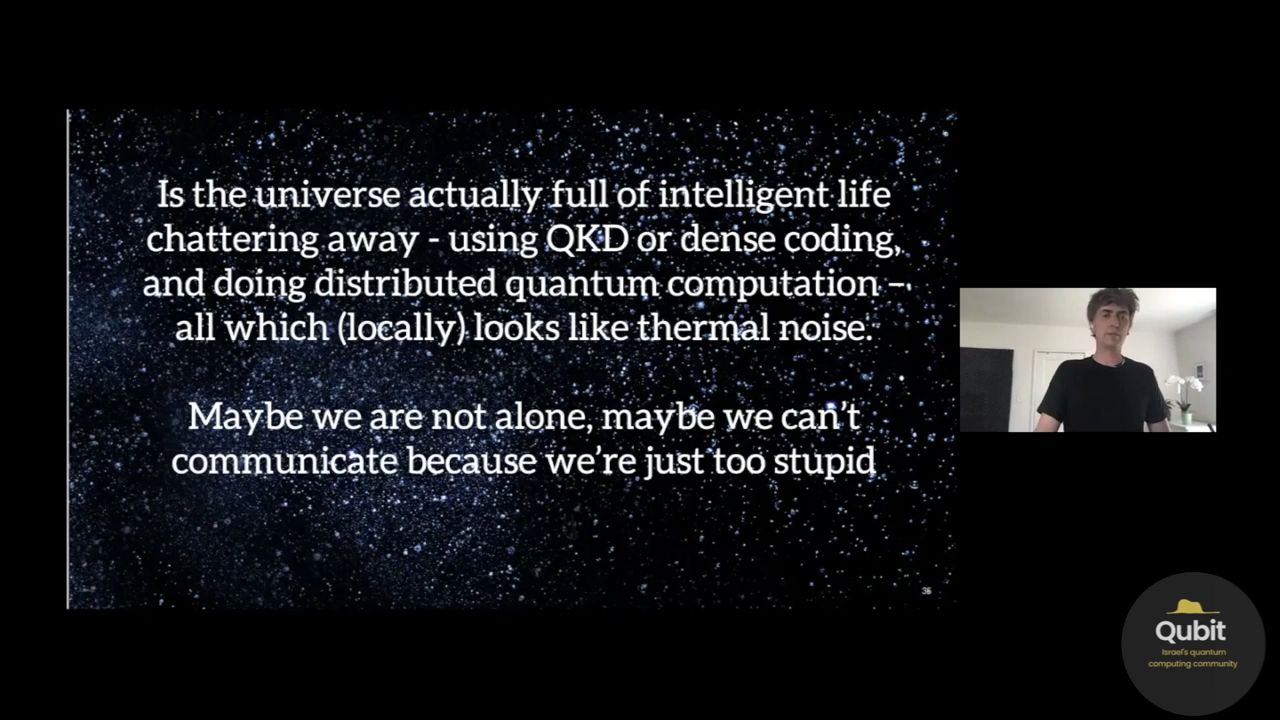 Is the universe actually full of intelligent life
chattering away - using QKD or dense coding,
and doing distributed quantum computation –
all which (locally) looks like thermal noise.
Maybe we are not alone, maybe we can’t
communicate because we’re just too stupid
36
Qubit
Israel's quantum
computing community